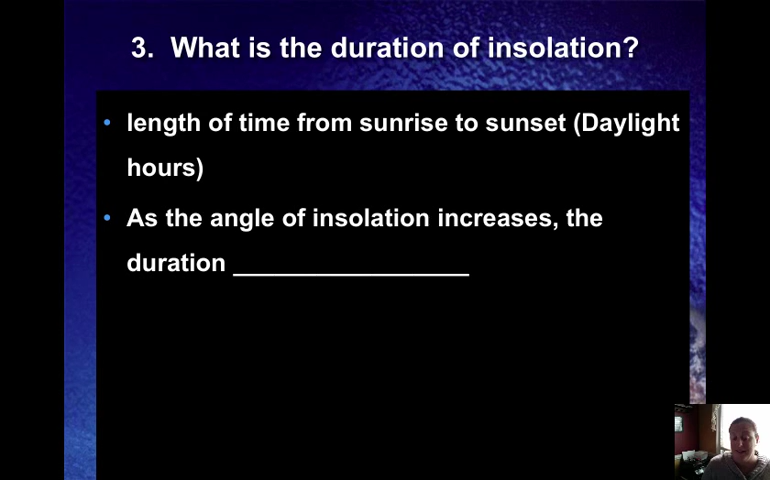 3. What is the duration of insolation?
• length of time from sunrise to sunset (Daylight
hours)
• As the angle of insolation increases, the
duration _________________